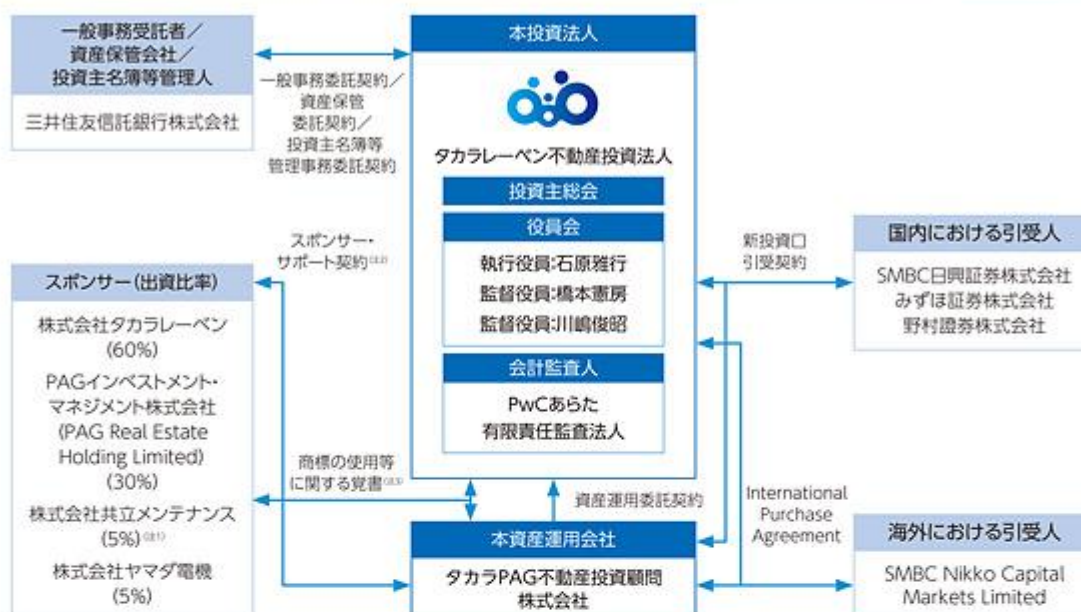 一般事務受託者／
資産保管会社／
投資主名簿等管理人
三井住友信託銀行株式会社
一般事務委託契約／
資産保管
委託契約／
投資主名簿等
管理事務委託契約
本投資法人
タカラレーベン不動産投資法人
投資主総会
役員会
執行役員:石原雅行
監督役員:橋本憲房
監督役員:川嶋俊昭
会計監査人
PwCあらた
有限責任監査法人
スポンサー・
サポート契約(注2)
スポンサー(出資比率)
株式会社タカラレーベン
(60%)
PAGインベストメント・
マネジメント株式会社
(PAG Real Estate
Holding Limited)
(30%)
株式会社共立メンテナンス
(5%)(注1)
株式会社ヤマダ電機
(5%)
商標の使用等
に関する覚書(注3)
資産運用委託契約
本資産運用会社
タカラPAG不動産投資顧問
株式会社
新投資口
引受契約
国内における引受人
SMBC日興証券株式会社
みずほ証券株式会社
野村證券株式会社
International
Purchase
Agreement
海外における引受人
SMBC Nikko Capital
Markets Limited